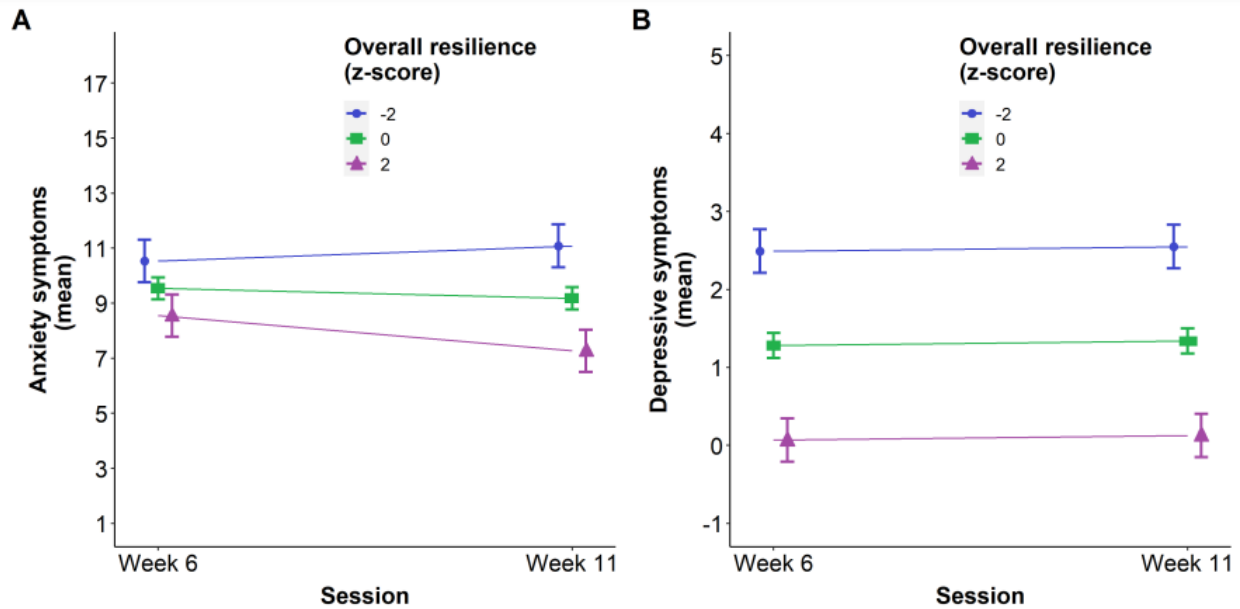 A
Overall resilience
(z-score)
-2
0
2
17
15
13
11
9
7
5
3
1
Anxiety symptoms
(mean)
Week 6
Week 11
Session
B
Overall resilience
(z-score)
-2
0
2
5
4
3
2
1
0
-1
Depressive symptoms
(mean)
Week 6
Week 11
Session